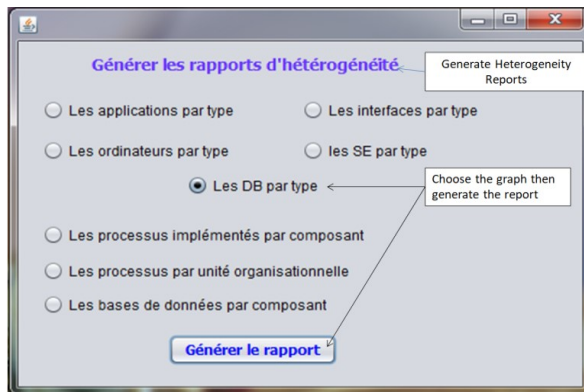 Générer les rapports d'hétérogénéité
Generate Heterogeneity
Reports
Les applications par type
Les interfaces par type
Les ordinateurs par type
les SE par type
Les DB par type
Choose the graph then
generate the report
Les processus implémentés par composant
Les processus par unité organisationnelle
Les bases de données par composant
Générer le rapport